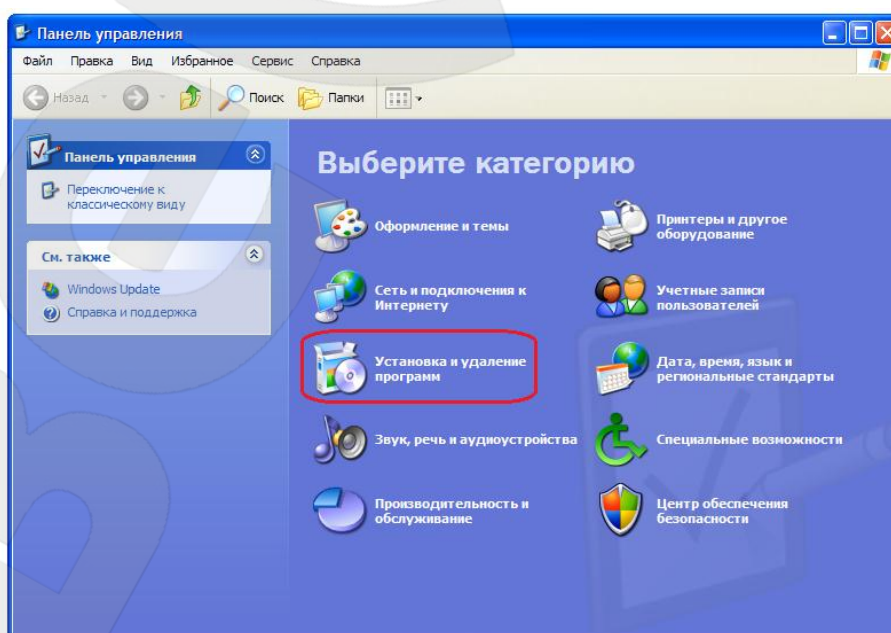 Панель управления
Файл Правка Вид Избранное Сервис Справка
Назад Поиск Папки
Панель управления
Переключение к
классическому виду
См. также
Windows Update
Справка и поддержка
Выберите категорию
Оформление и темы
Принтеры и другое
оборудование
Сеть и подключения к
Интернету
Учетные записи
пользователей
Установка и удаление
программ
Дата, время, язык и
региональные стандарты
Звук, речь и аудиоустройства
Специальные возможности
Производительность и
обслуживание
Центр обеспечения
безопасности